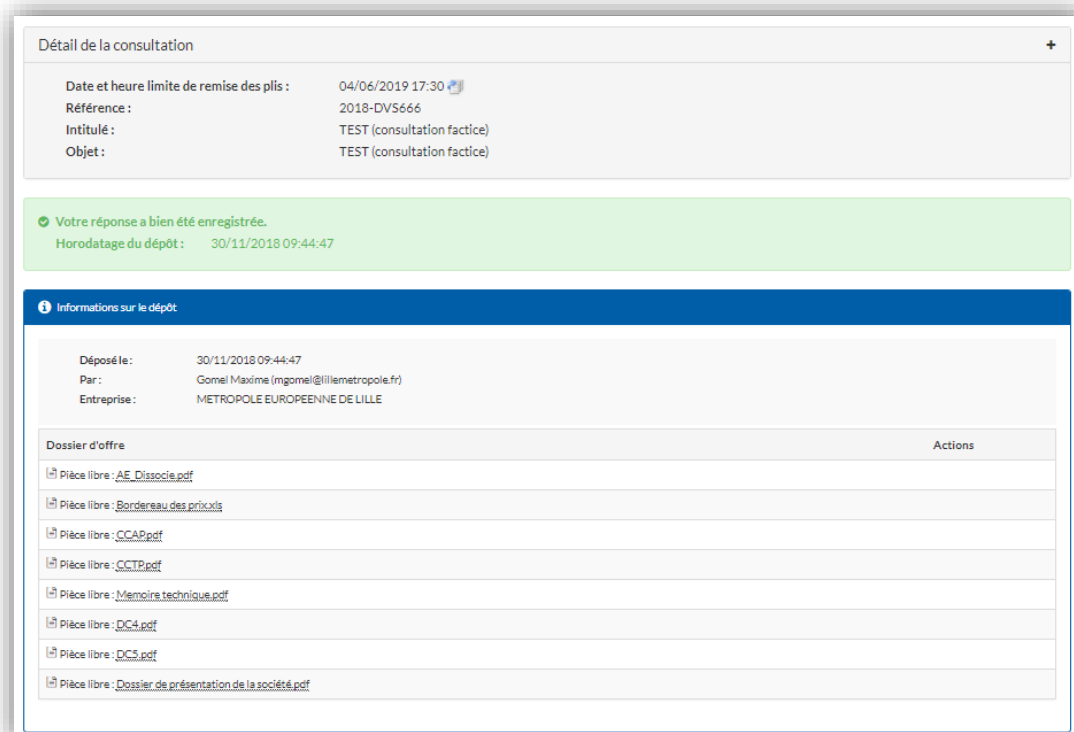 Détail de la consultation +
Date et heure limite de remise des plis : 04/06/2019 17:30
Référence : 2018-DVS666
Intitulé : TEST (consultation factice)
Objet : TEST (consultation factice)
Votre réponse a bien été enregistrée.
Horodatage du dépôt : 30/11/2018 09:44:47
Informations sur le dépôt
Déposé le : 30/11/2018 09:44:47
Par : Gomel Maxime (mgomel@lillemetropole.fr)
Entreprise : METROPOLE EUROPEENNE DE LILLE
Dossier d'offre Actions
Pièce libre : AE_Dissocie.pdf
Pièce libre : Bordereau des prix.xls
Pièce libre : CCAP.pdf
Pièce libre : CCTP.pdf
Pièce libre : Memoire technique.pdf
Pièce libre : DC4.pdf
Pièce libre : DC5.pdf
Pièce libre : Dossier de présentation de la société.pdf